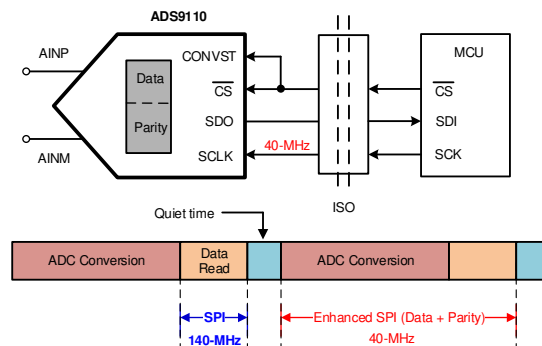 ADS9110
AINP
AINM
CONVST
CS
SDO
SCLK
Data
Parity
40-MHz
ISO
MCU
CS
SDI
SCK
Quiet time
ADC Conversion
Data
Read
ADC Conversion
SPI
140-MHz
Enhanced SPI (Data + Parity)
40-MHz